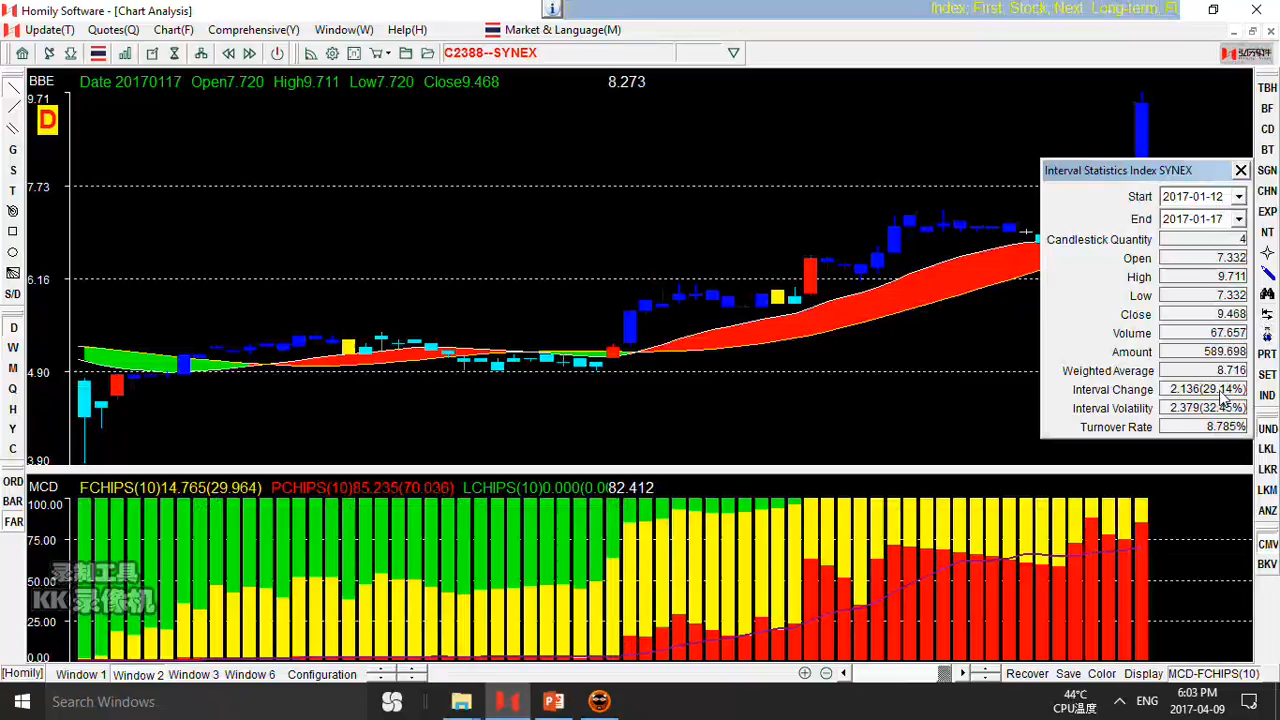 Homily Software - [Chart Analysis]
Index; First Stock; Next Long-term
Update(T) Quotes(Q) Chart(F) Comprehensive(Y) Window(W) Help(H) Market & Language(M)
C2388--SYNEX
BBE Date 20170117 Open7.720 High9.711 Low7.720 Close9.468 8.273
9.71
D
7.73
6.16
4.90
3.90
G
S
T
S/D
D
W
M
Q
H
Y
C
ORD
BAR
FAR
Interval Statistics Index SYNEX
Start 2017-01-12
End 2017-01-17
Candlestick Quantity 4
Open 7.332
High 9.711
Low 7.332
Close 9.468
Volume 67.657
Amount 589.698
Weighted Average 8.716
Interval Change 2.136(29.14%)
Interval Volatility 2.379(32.45%)
Turnover Rate 8.785%
TBH
BF
CD
BT
SGN
CHN
EXP
NT
PRT
SET
IND
UND
LKL
LKR
LKM
ANZ
CMV
BKV
MCD FCHIPS(10)14.765(29.964) PCHIPS(10)85.235(70.036) LCHIPS(10)0.000(0.0 82.412
100.00
75.00
50.00
25.00
0.00
录制工具
KK 录像机
[Homily] Window 1 Window 2 Window 3 Window 6 Configuration Recover Save Color Display MCD-FCHIPS(10)
Search Windows
44℃
CPU温度
ENG
6:03 PM
2017-04-09